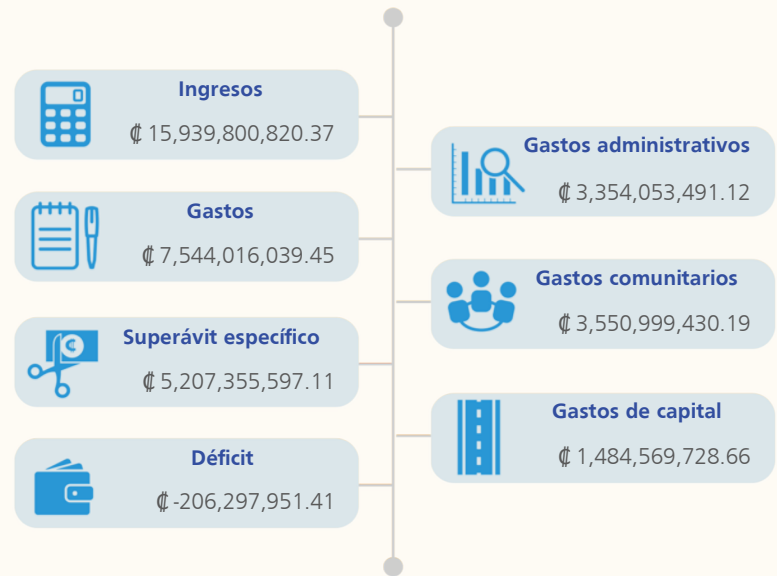 Ingresos
₡ 15,939,800,820.37
Gastos
₡ 7,544,016,039.45
Superávit específico
₡ 5,207,355,597.11
Déficit
₡ -206,297,951.41
Gastos administrativos
₡ 3,354,053,491.12
Gastos comunitarios
₡ 3,550,999,430.19
Gastos de capital
₡ 1,484,569,728.66